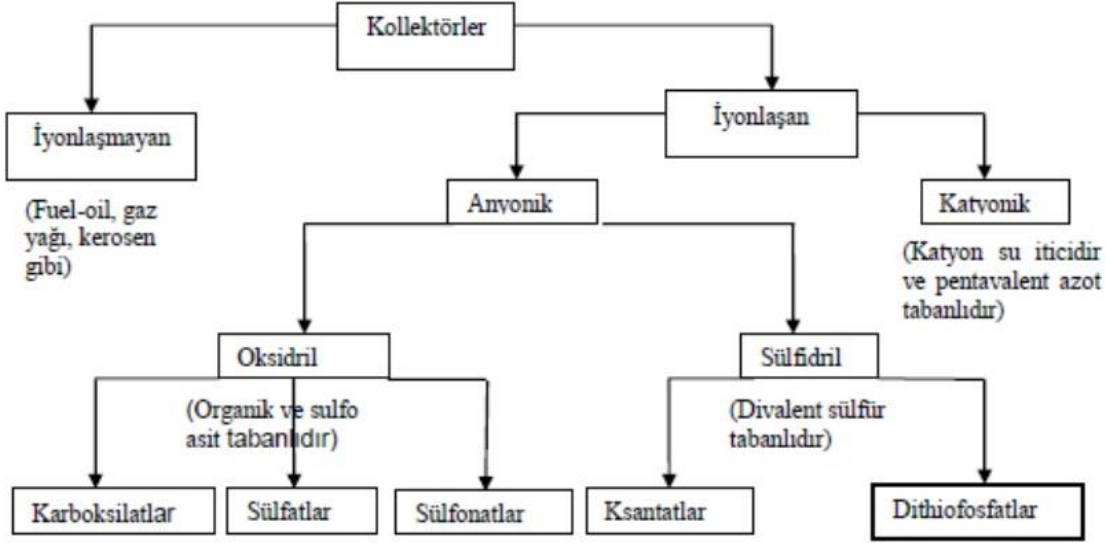 Kollektörler
İyonlaşmayan
İyonlaşan
(Fuel-oil, gaz
yağı, kerosen
gibi)
Anyonik
Katyonik
(Katyon su iticidir
ve pentavalent azot
tabanlıdır)
Oksidril
Sülfidril
(Organik ve sulfo
asit tabanlıdır)
(Divalent sülfür
tabanlıdır)
Karboksilatlar
Sülfatlar
Sülfonatlar
Ksantatlar
Dithiofosfatlar